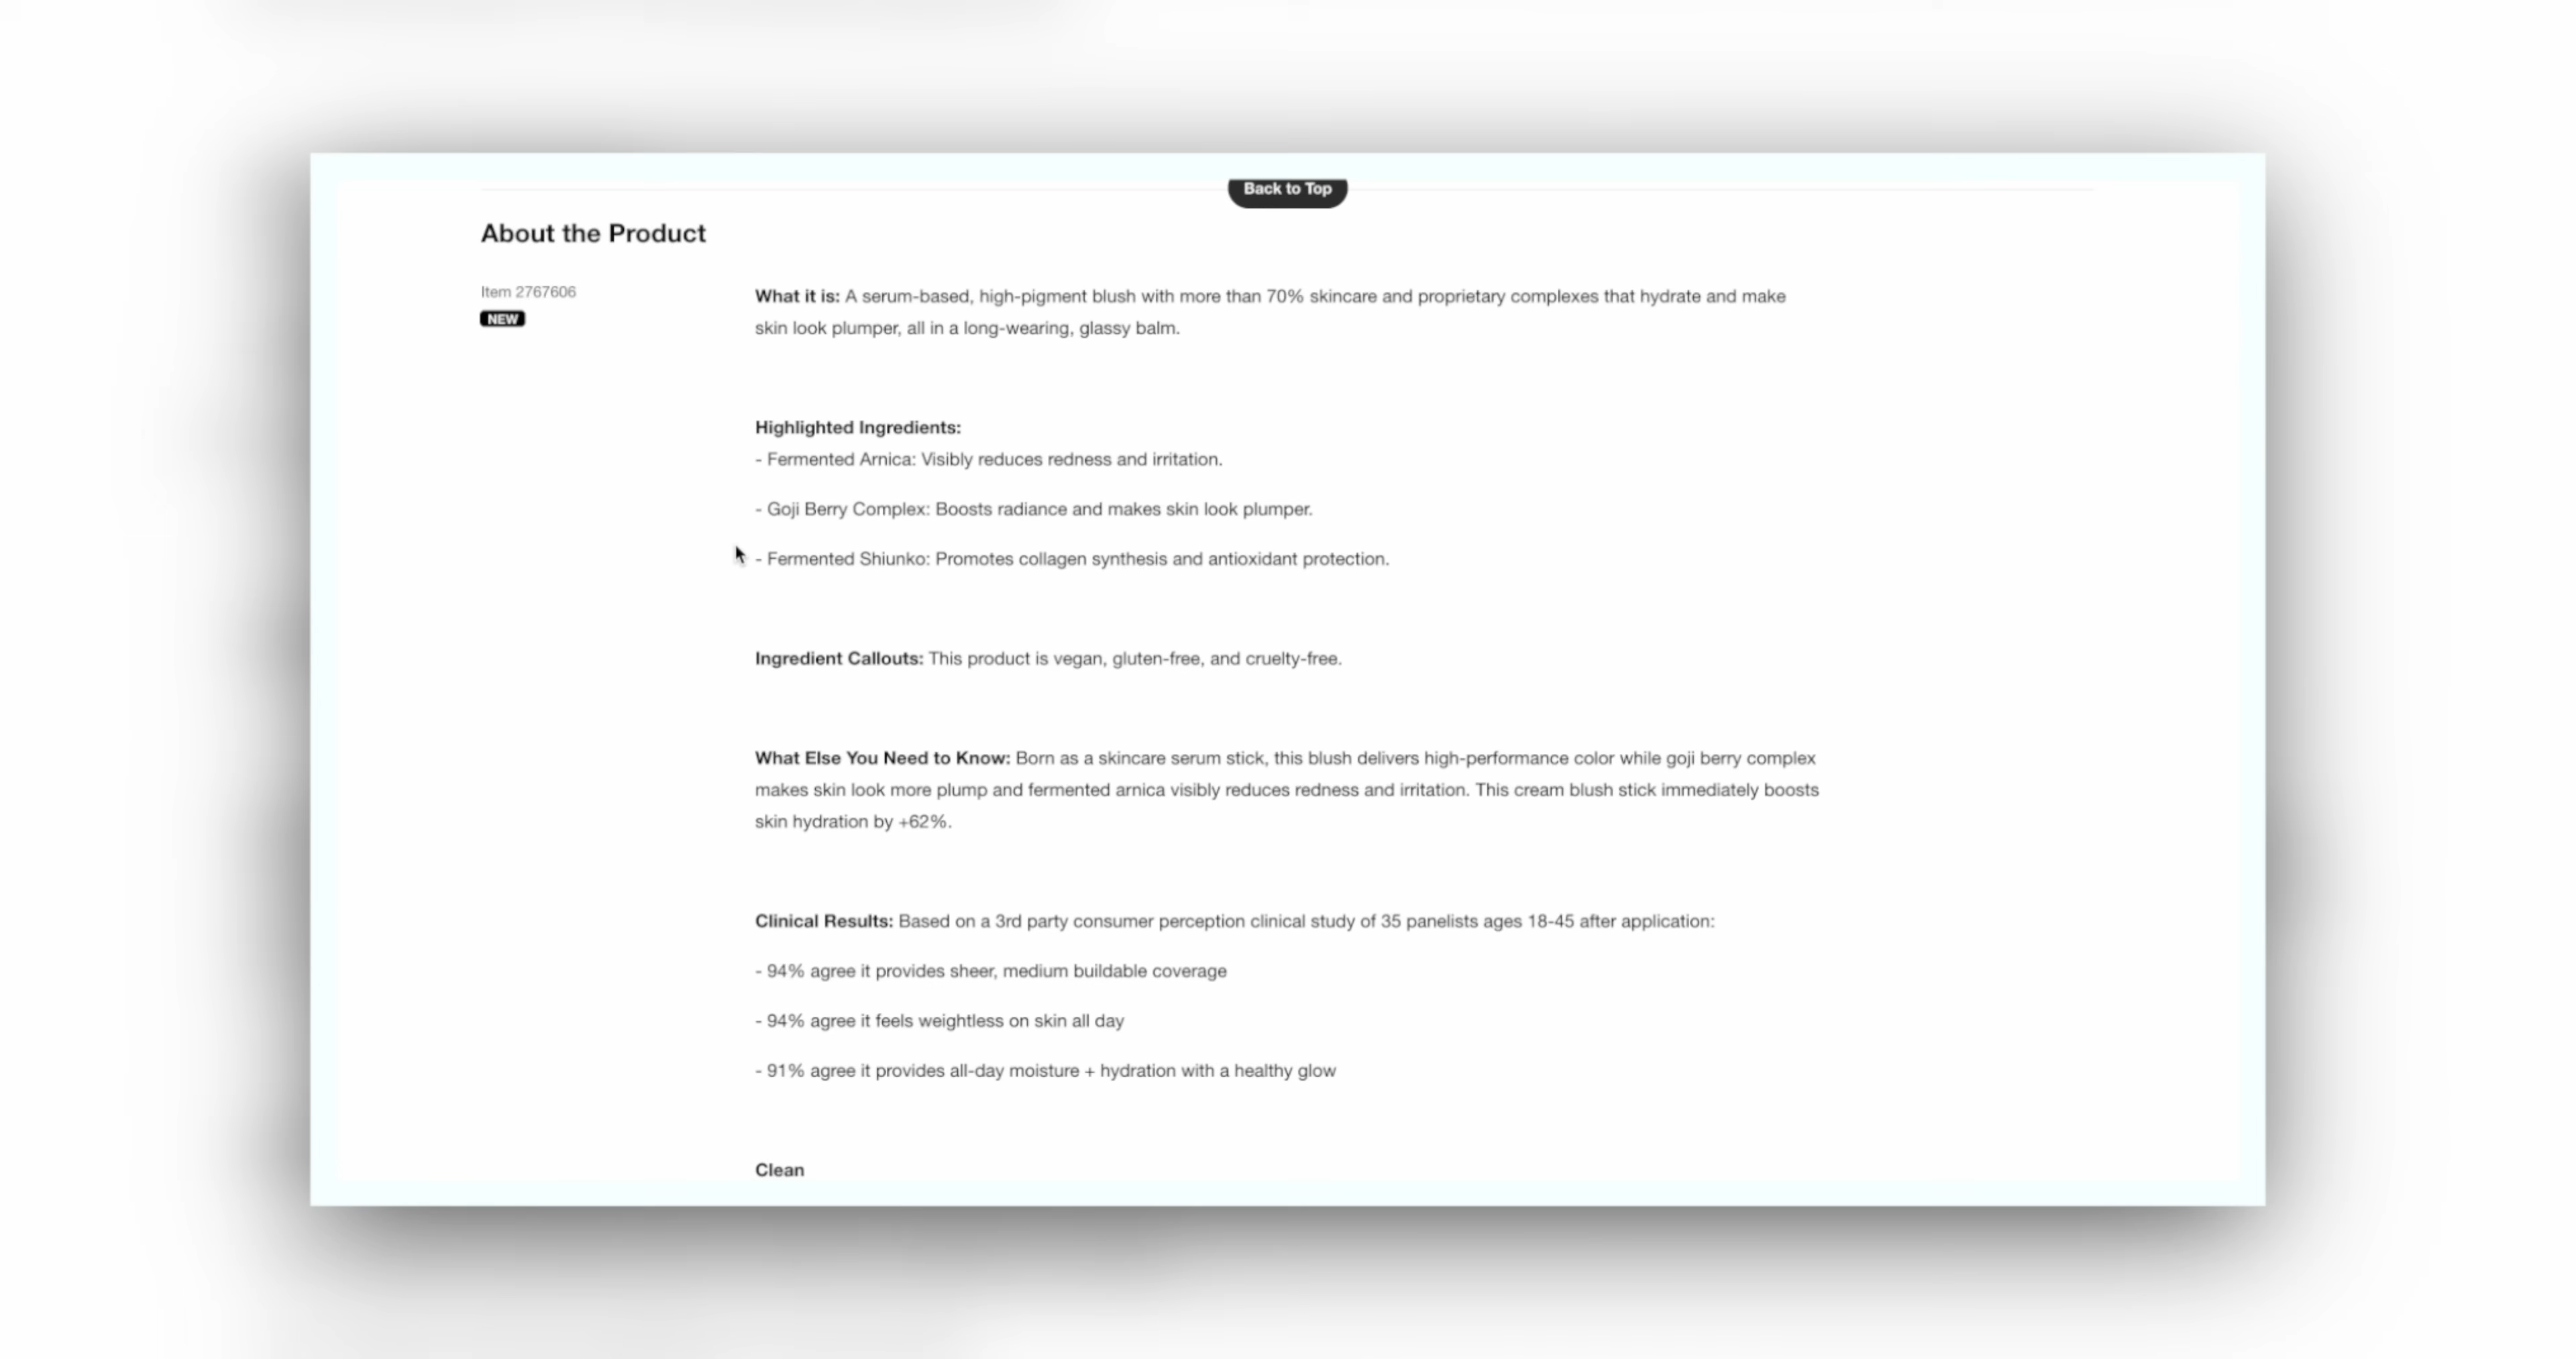 Back to Top
About the Product
Item 2767606
NEW
What it is: A serum-based, high-pigment blush with more than 70% skincare and proprietary complexes that hydrate and make
skin look plumper, all in a long-wearing, glassy balm.
Highlighted Ingredients:
- Fermented Arnica: Visibly reduces redness and irritation.
- Goji Berry Complex: Boosts radiance and makes skin look plumper.
- Fermented Shiunko: Promotes collagen synthesis and antioxidant protection.
Ingredient Callouts: This product is vegan, gluten-free, and cruelty-free.
What Else You Need to Know: Born as a skincare serum stick, this blush delivers high-performance color while goji berry complex
makes skin look more plump and fermented arnica visibly reduces redness and irritation. This cream blush stick immediately boosts
skin hydration by +62%.
Clinical Results: Based on a 3rd party consumer perception clinical study of 35 panelists ages 18-45 after application:
- 94% agree it provides sheer, medium buildable coverage
- 94% agree it feels weightless on skin all day
- 91% agree it provides all-day moisture + hydration with a healthy glow
Clean